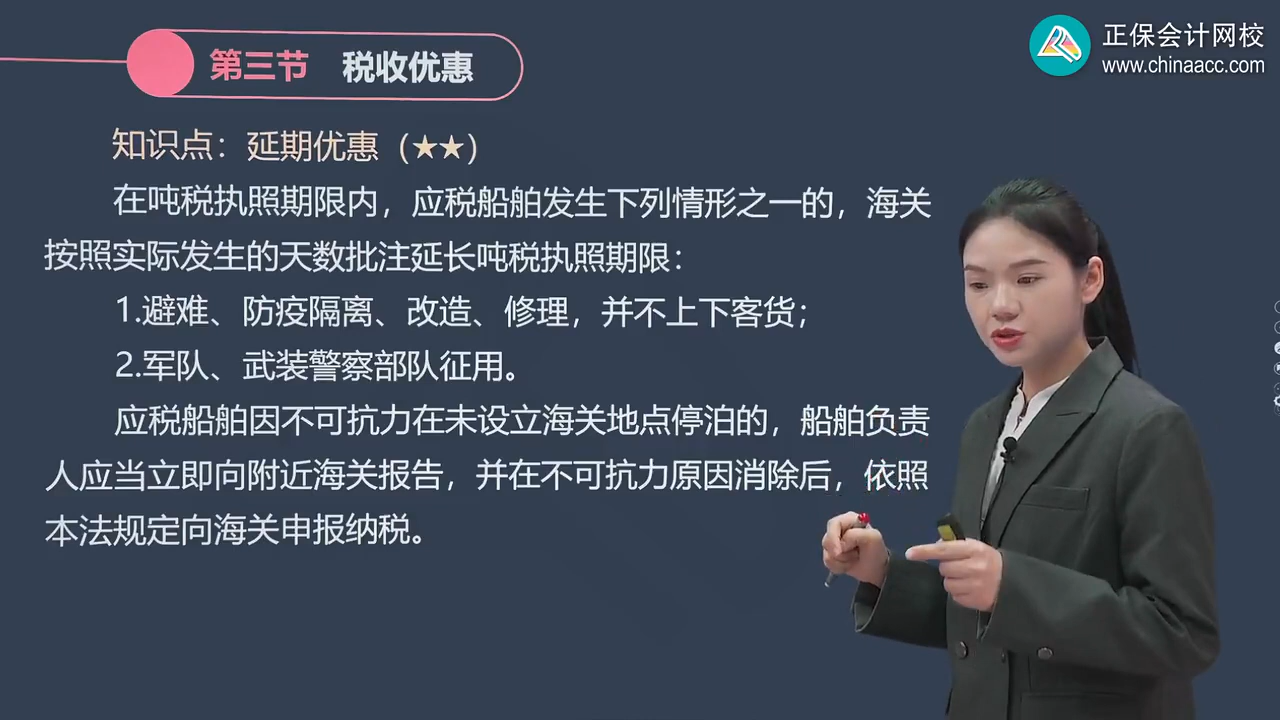 第三节 税收优惠
正保会计网校
www.chinaacc.com
知识点：延期优惠（★★）
在吨税执照期限内，应税船舶发生下列情形之一的，海关
按照实际发生的天数批注延长吨税执照期限：
1.避难、防疫隔离、改造、修理，并不上下客货；
2.军队、武装警察部队征用。
应税船舶因不可抗力在未设立海关地点停泊的，船舶负责
人应当立即向附近海关报告，并在不可抗力原因消除后，依照
本法规定向海关申报纳税。